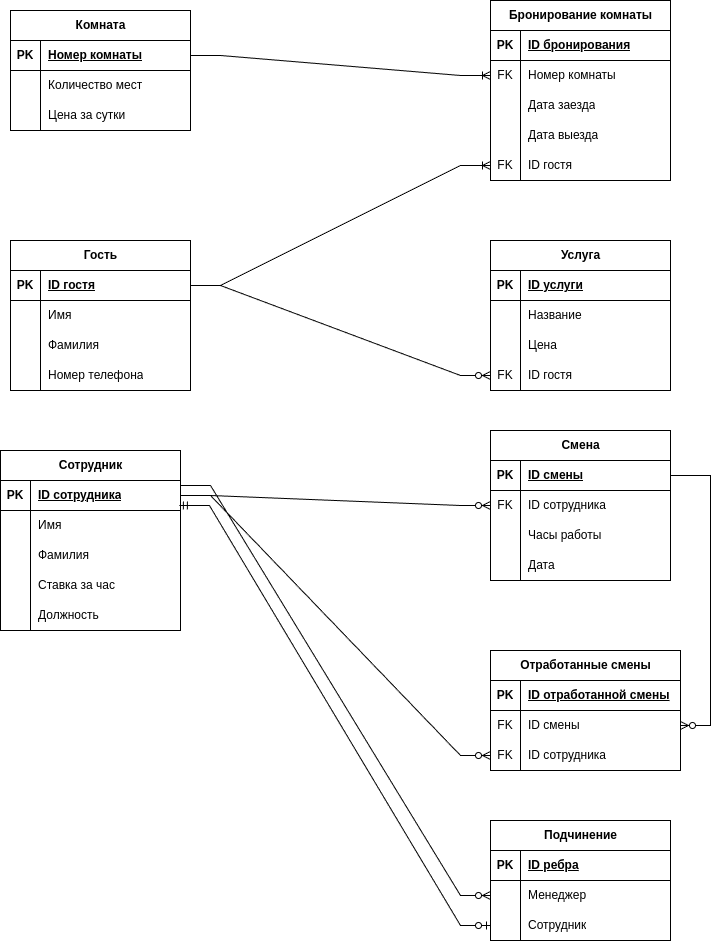 Комната
PK Номер комнаты
Количество мест
Цена за сутки
Бронирование комнаты
PK ID бронирования
FK Номер комнаты
Дата заезда
Дата выезда
FK ID гостя
Гость
PK ID гостя
Имя
Фамилия
Номер телефона
Услуга
PK ID услуги
Название
Цена
FK ID гостя
Сотрудник
PK ID сотрудника
Имя
Фамилия
Ставка за час
Должность
Смена
PK ID смены
FK ID сотрудника
Часы работы
Дата
Отработанные смены
PK ID отработанной смены
FK ID смены
FK ID сотрудника
Подчинение
PK ID ребра
Менеджер
Сотрудник